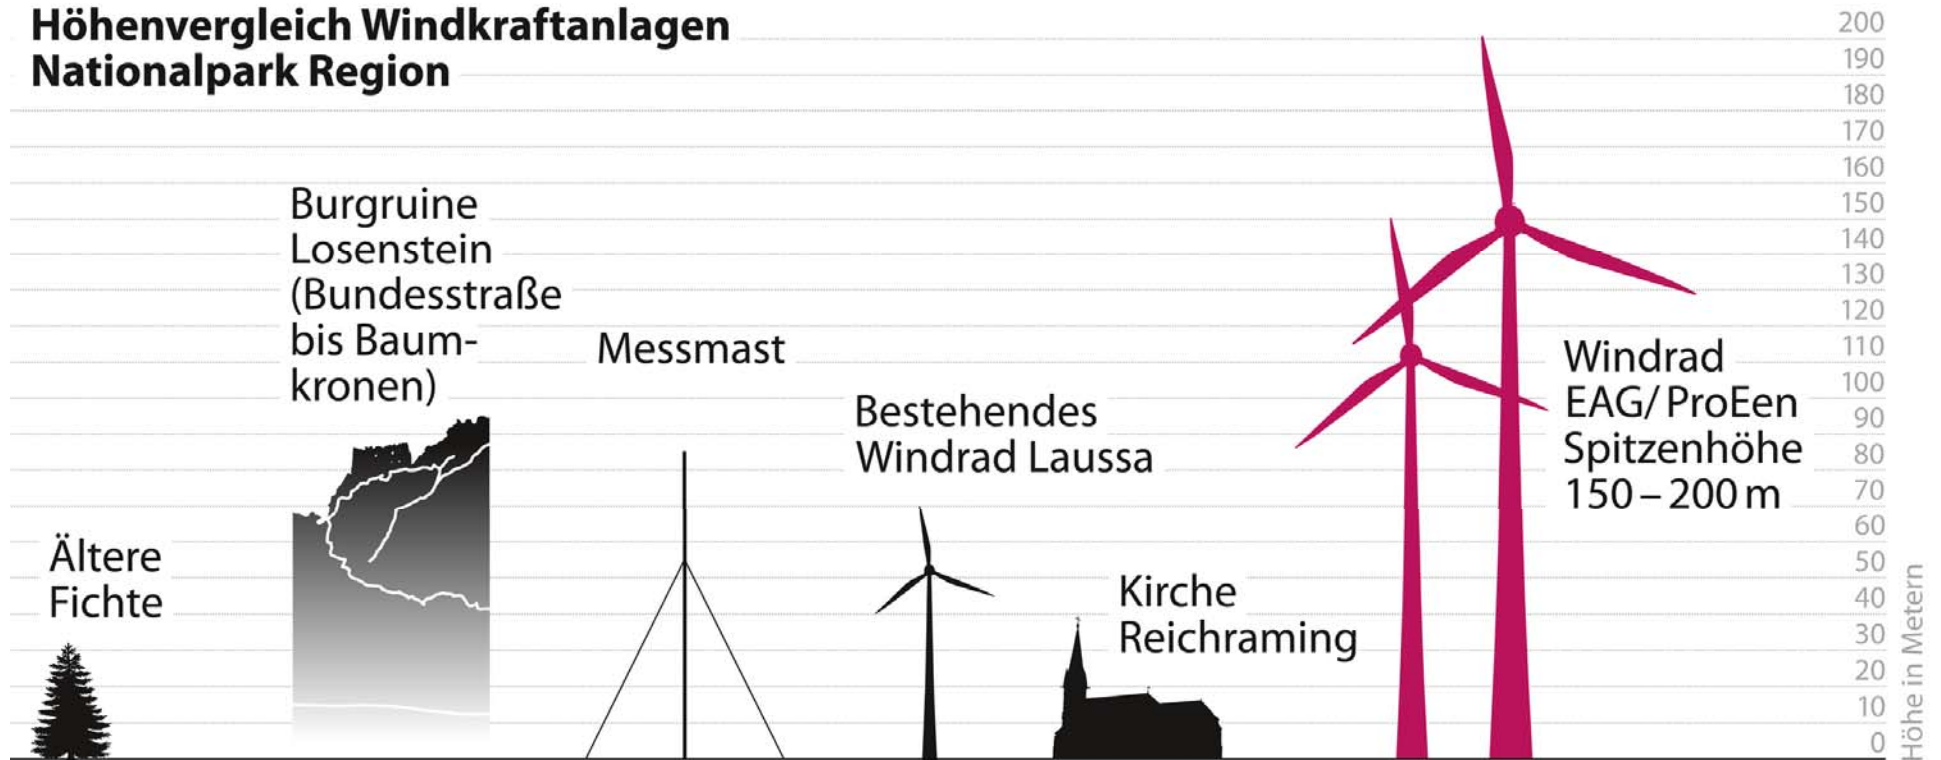 Höhenvergleich Windkraftanlagen
Nationalpark Region
Burgruine
Losenstein
(Bundesstraße
bis Baum-
kronen)
Messmast
Bestehendes
Windrad Laussa
Ältere
Fichte
Kirche
Reichraming
Windrad
EAG/ProEen
Spitzenhöhe
150 – 200 m
200
190
180
170
160
150
140
130
120
110
100
90
80
70
60
50
40
30
20
10
0
Höhe in Metern